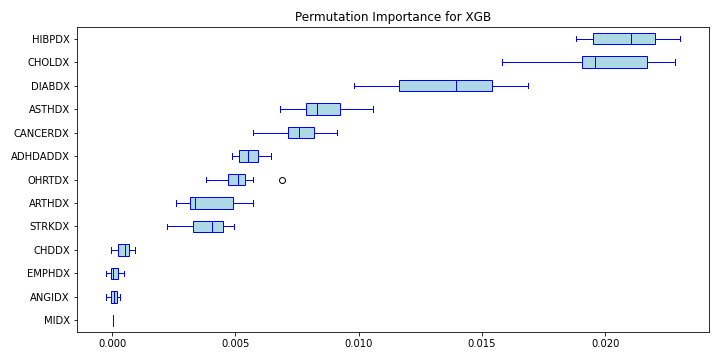 Permutation Importance for XGB
HIBPDX
CHOLDX
DIABDX
ASTHDX
CANCERDX
ADHDADDX
OHRTDX
ARTHDX
STRKDX
CHDDX
EMPHDX
ANGIDX
MIDX
0.000 0.005 0.010 0.015 0.020